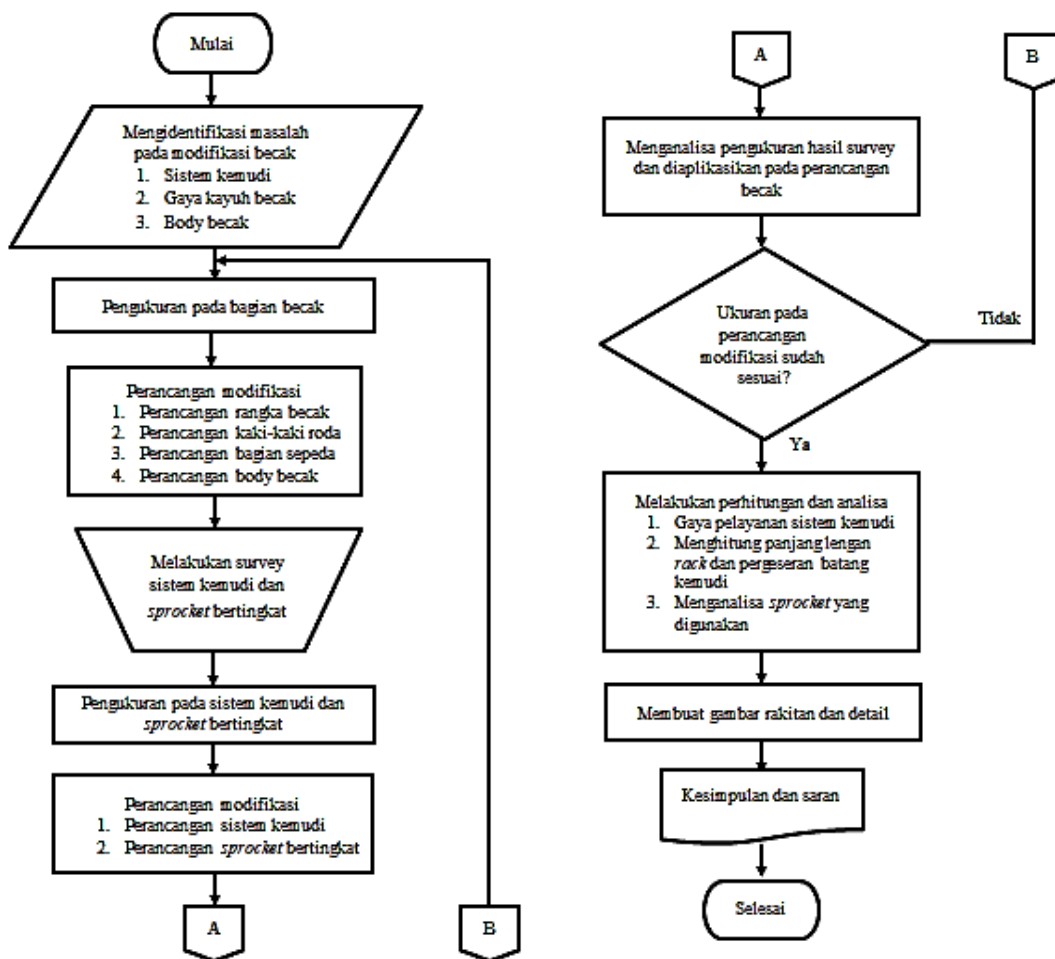 Mulai
Mengidentifikasi masalah
pada modifikasi becak
1. Sistem kemudi
2. Gaya kayuh becak
3. Body becak
Pengukuran pada bagian becak
Perancangan modifikasi
1. Perancangan rangka becak
2. Perancangan kaki-kaki roda
3. Perancangan bagian sepeda
4. Perancangan body becak
Melakukan survey
sistem kemudi dan
sprocket bertingkat
Pengukuran pada sistem kemudi dan
sprocket bertingkat
Perancangan modifikasi
1. Perancangan sistem kemudi
2. Perancangan sprocket bertingkat
A
B
A
B
Menganalisa pengukuran hasil survey
dan diaplikasikan pada perancangan
becak
Ukuran pada
perancangan
modifikasi sudah
sesuai?
Tidak
Ya
Melakukan perhitungan dan analisa
1. Gaya pelayanan sistem kemudi
2. Menghitung panjang lengan
rack dan pergeseran batang
kemudi
3. Menganalisa sprocket yang
digunakan
Membuat gambar rakitan dan detail
Kesimpulan dan saran
Selesai